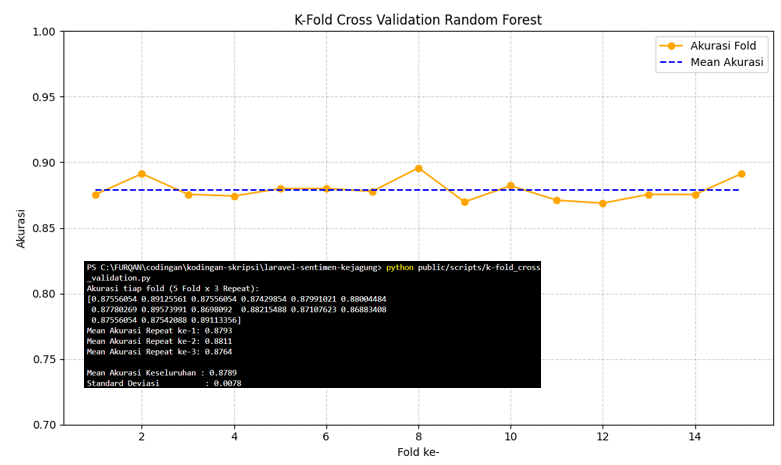 K-Fold Cross Validation Random Forest
1.00
0.95
0.90
0.85
0.80
0.75
0.70
Akurasi
Akurasi Fold
Mean Akurasi
PS C:\FURQAN\codingan\kodingan-skripsi\laravel-sentimen-kejagung> python public/scripts/k-fold_cross
_validation.py
Akurasi tiap fold (5 Fold x 3 Repeat):
[0.87556054 0.89125561 0.87556054 0.87429854 0.87991021 0.88004484
0.87780269 0.89573991 0.8698092  0.88215488 0.87107623 0.86883408
0.87556054 0.87542088 0.89113356]
Mean Akurasi Repeat ke-1: 0.8793
Mean Akurasi Repeat ke-2: 0.8811
Mean Akurasi Repeat ke-3: 0.8764
Mean Akurasi Keseluruhan : 0.8789
Standard Deviasi          : 0.0078
2 4 6 8 10 12 14
Fold ke-